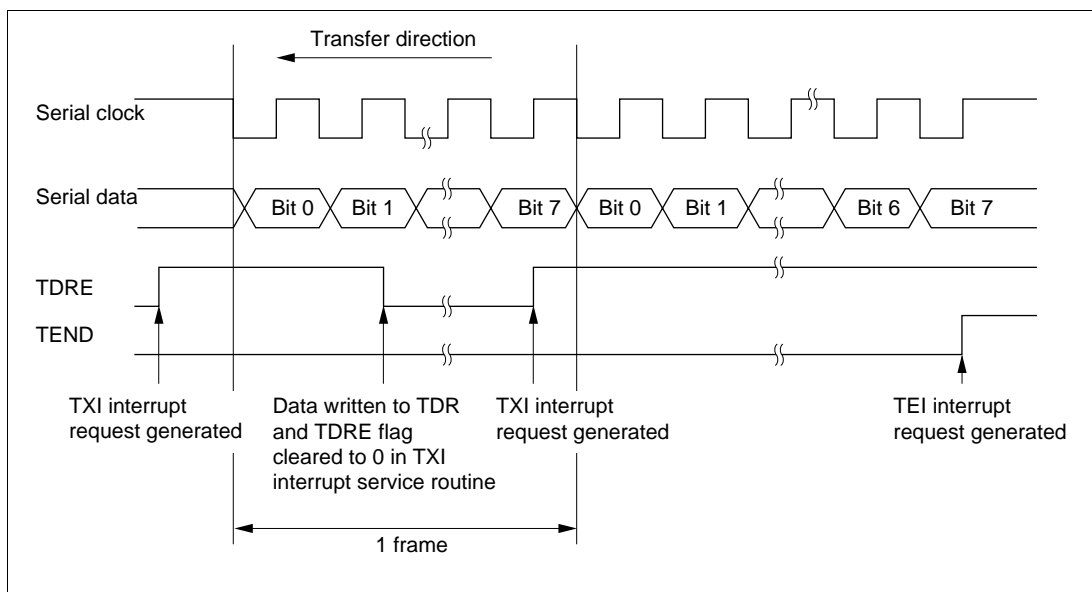 Transfer direction
Serial clock
Serial data
Bit 0 Bit 1 Bit 7 Bit 0 Bit 1 Bit 6 Bit 7
TDRE
TEND
TXI interrupt
request generated
Data written to TDR
and TDRE flag
cleared to 0 in TXI
interrupt service routine
TXI interrupt
request generated
TEI interrupt
request generated
1 frame